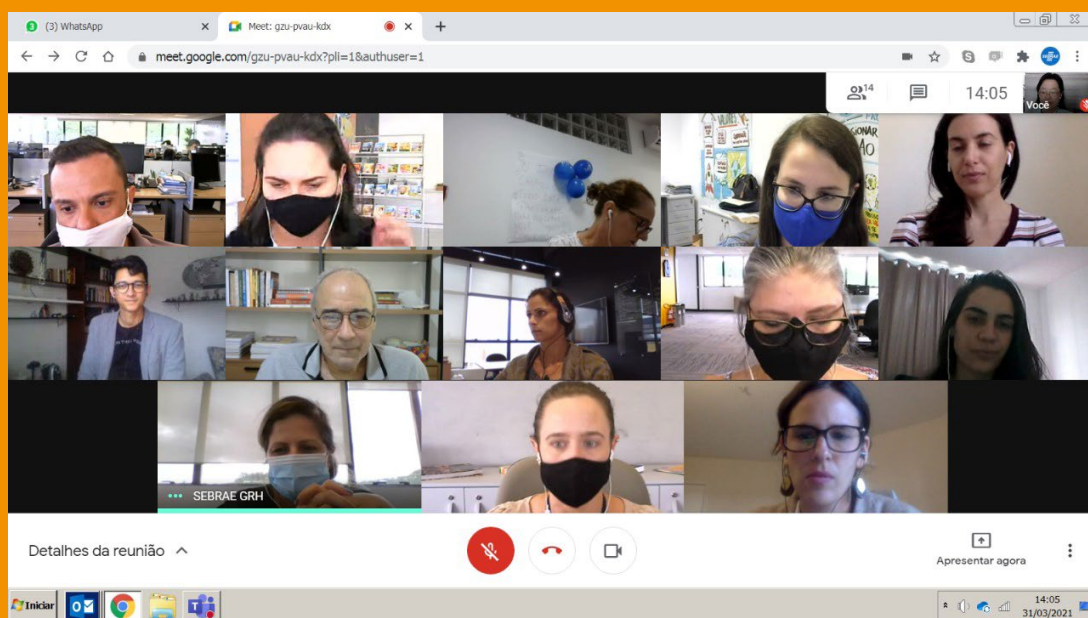 3 (3) WhatsApp
Meet: gzu-pvau-kdx
meet.google.com/gzu-pvau-kdx?pli=1&authuser=1
14
14:05
Você
SEBRAE GRH
Detalhes da reunião
Apresentar agora
Iniciar
14:05
31/03/2021